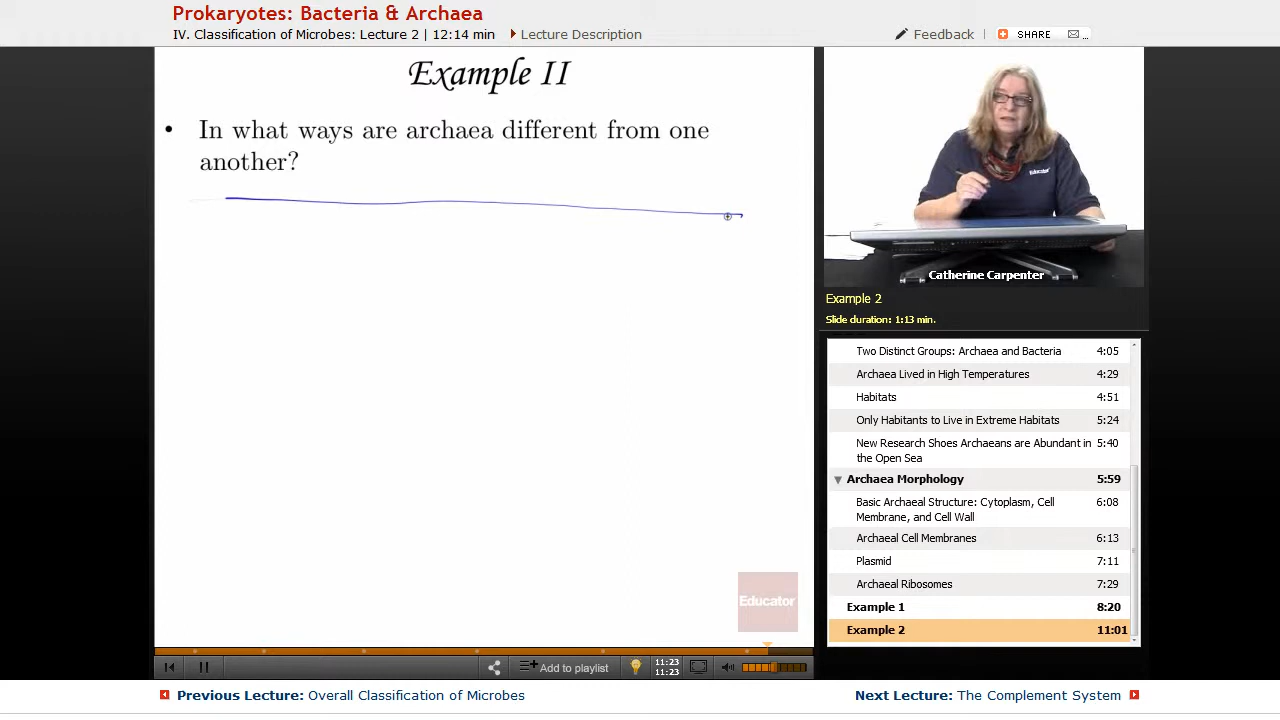 Prokaryotes: Bacteria & Archaea
IV. Classification of Microbes: Lecture 2 | 12:14 min
Lecture Description
Feedback
SHARE
Example II
• In what ways are archaea different from one
another?
Educator
Educator
Catherine Carpenter
Example 2
Slide duration: 1:13 min.
Two Distinct Groups: Archaea and Bacteria 4:05
Archaea Lived in High Temperatures 4:29
Habitats 4:51
Only Habitants to Live in Extreme Habitats 5:24
New Research Shoes Archaeans are Abundant in 5:40
the Open Sea
Archaea Morphology 5:59
Basic Archaeal Structure: Cytoplasm, Cell 6:08
Membrane, and Cell Wall
Archaeal Cell Membranes 6:13
Plasmid 7:11
Archaeal Ribosomes 7:29
Example 1 8:20
Example 2 11:01
Add to playlist
11:23
11:23
Previous Lecture: Overall Classification of Microbes
Next Lecture: The Complement System